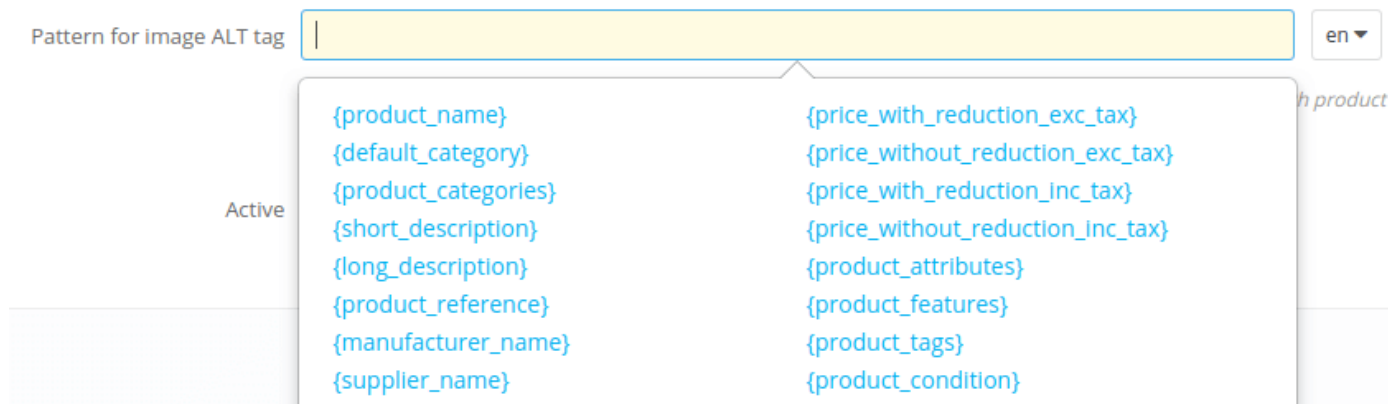 Pattern for image ALT tag
en
h product
Active
{product_name}
{default_category}
{product_categories}
{short_description}
{long_description}
{product_reference}
{manufacturer_name}
{supplier_name}
{price_with_reduction_exc_tax}
{price_without_reduction_exc_tax}
{price_with_reduction_inc_tax}
{price_without_reduction_inc_tax}
{product_attributes}
{product_features}
{product_tags}
{product_condition}